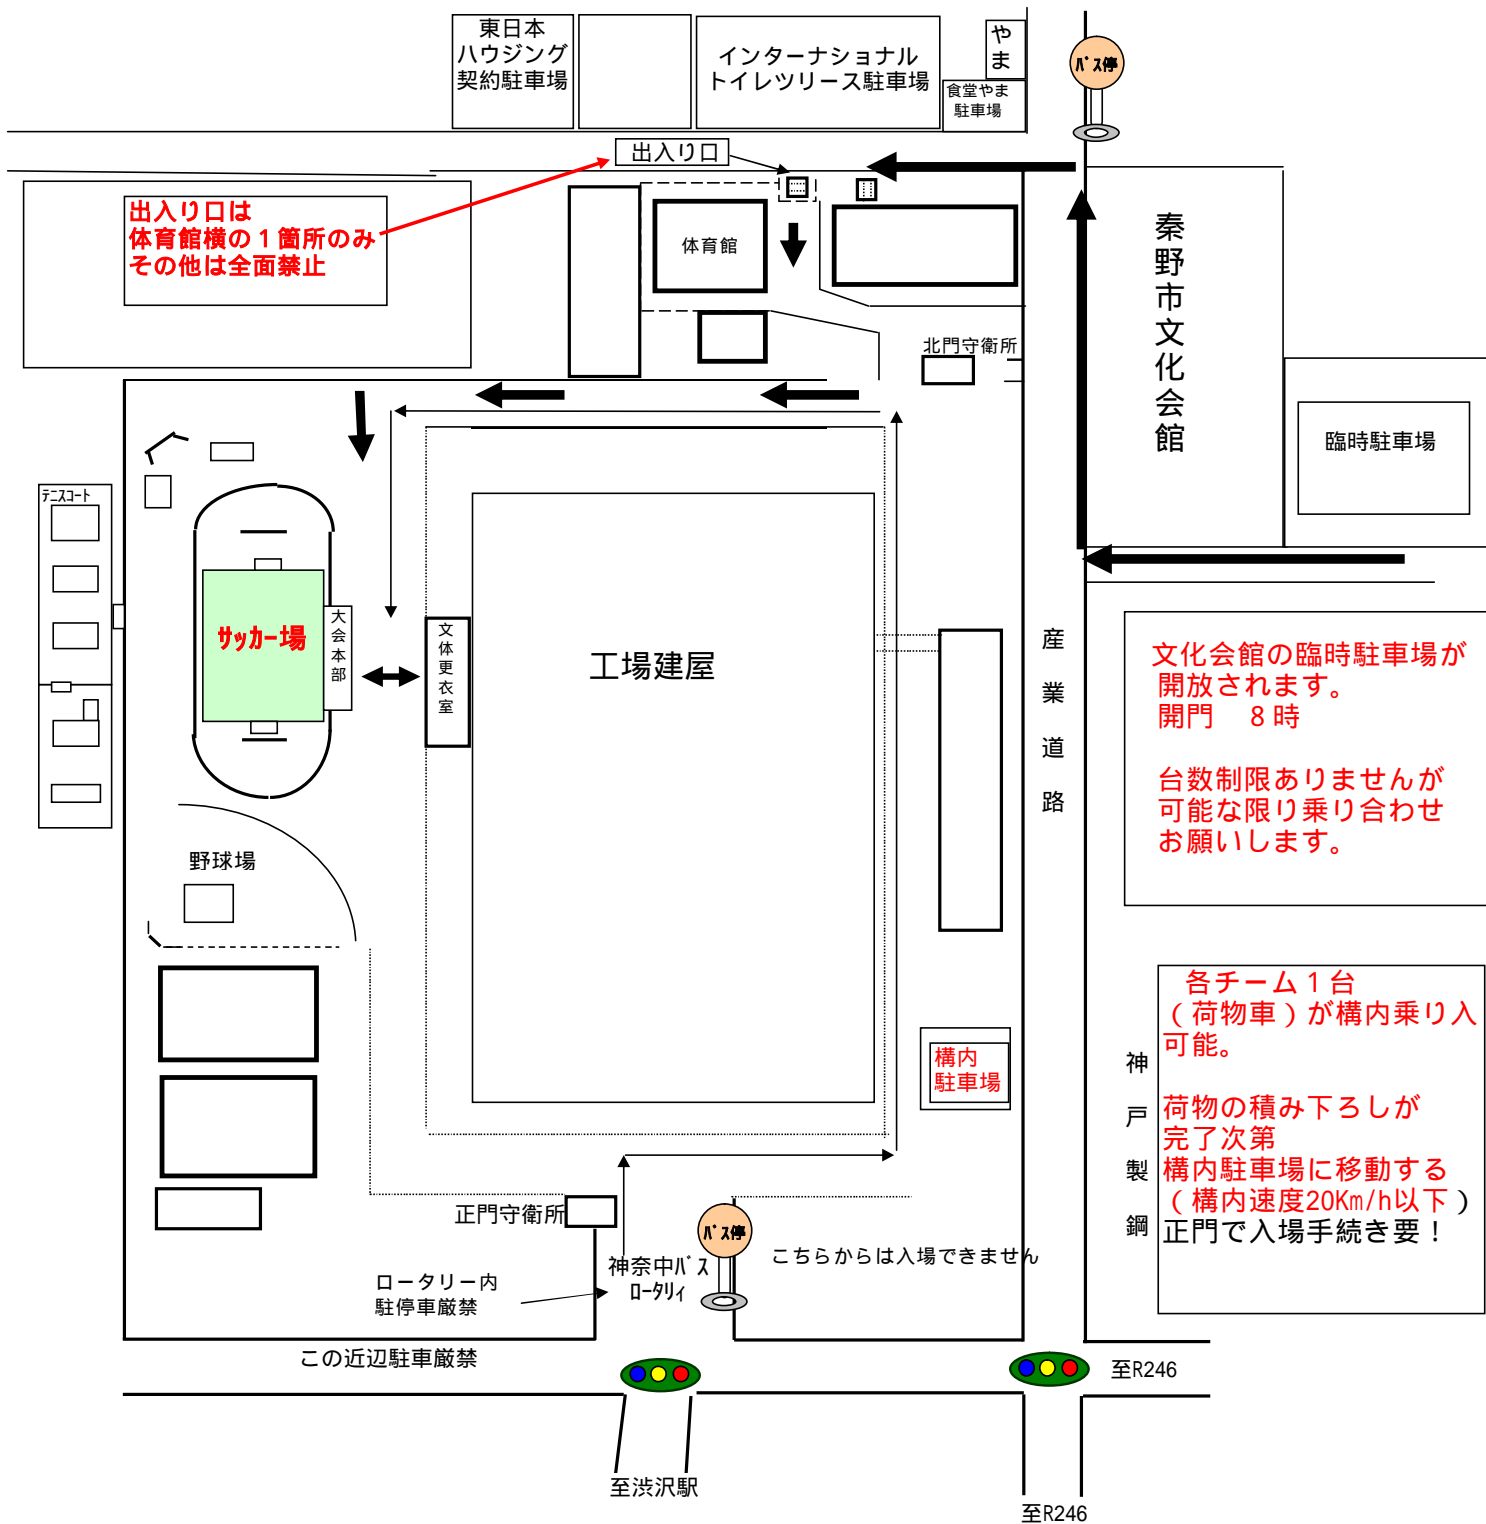 東日本
ハウジング
契約駐車場
インターナショナル
トイレツリース駐車場
やま
食堂やま
駐車場
バス停
出入り口
出入り口は
体育館横の１箇所のみ
その他は全面禁止
体育館
北門守衛所
秦野市文化会館
臨時駐車場
テニスコート
サッカー場
大会本部
文体更衣室
工場建屋
産業道路
文化会館の臨時駐車場が
開放されます。
開門　８時
台数制限ありませんが
可能な限り乗り合わせ
お願いします。
野球場
構内
駐車場
神戸製鋼
各チーム１台
（荷物車）が構内乗り入
可能。
荷物の積み下ろしが
完了次第
構内駐車場に移動する
（構内速度20Km/h以下）
正門で入場手続き要！
正門守衛所
バス停
神奈中バス
ロータリィ
こちらからは入場できません
ロータリー内
駐停車厳禁
この近辺駐車厳禁
至R246
至渋沢駅
至R246